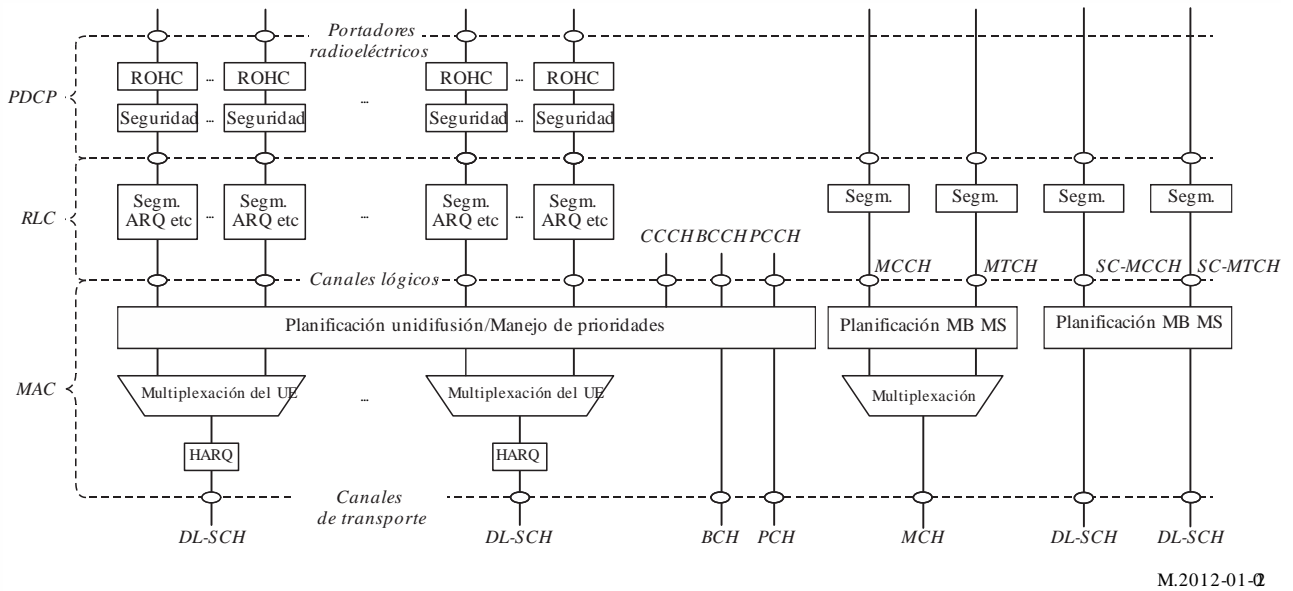 Portadores
radioeléctricos
ROHC ... ROHC ROHC ... ROHC
PDCP
...
Seguridad ... Seguridad Seguridad ... Seguridad
Segm.
ARQ etc
...
Segm.
ARQ etc
...
Segm.
ARQ etc
...
Segm.
ARQ etc
Segm. Segm. Segm. Segm.
RLC
CCCH BCCH PCCH
Canales lógicos
MCCH MTCH SC-MCCH SC-MTCH
Planificación unidifusión/Manejo de prioridades
Planificación MB MS
Planificación MB MS
MAC
Multiplexación del UE
...
Multiplexación del UE
Multiplexación
HARQ HARQ
Canales
de transporte
DL-SCH DL-SCH BCH PCH MCH DL-SCH DL-SCH